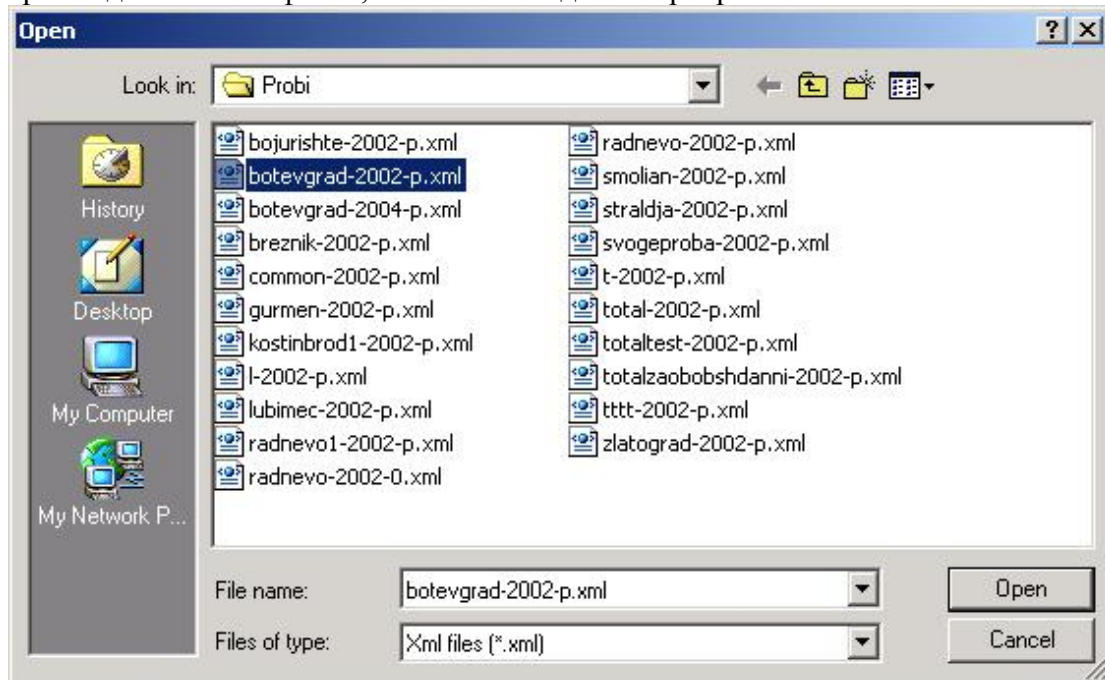 Open
Look in:
Probi
History
Desktop
My Computer
My Network P...
bojurishte-2002-p.xml
botevgrad-2002-p.xml
botevgrad-2004-p.xml
breznik-2002-p.xml
common-2002-p.xml
gurmen-2002-p.xml
kostinbrod1-2002-p.xml
l-2002-p.xml
lubimec-2002-p.xml
radnevo1-2002-p.xml
radnevo-2002-0.xml
radnevo-2002-p.xml
smolian-2002-p.xml
straldja-2002-p.xml
svogeproba-2002-p.xml
t-2002-p.xml
total-2002-p.xml
totaltest-2002-p.xml
totalzaobobshdanni-2002-p.xml
tttt-2002-p.xml
zlatograd-2002-p.xml
File name:
botevgrad-2002-p.xml
Open
Files of type:
Xml files (*.xml)
Cancel